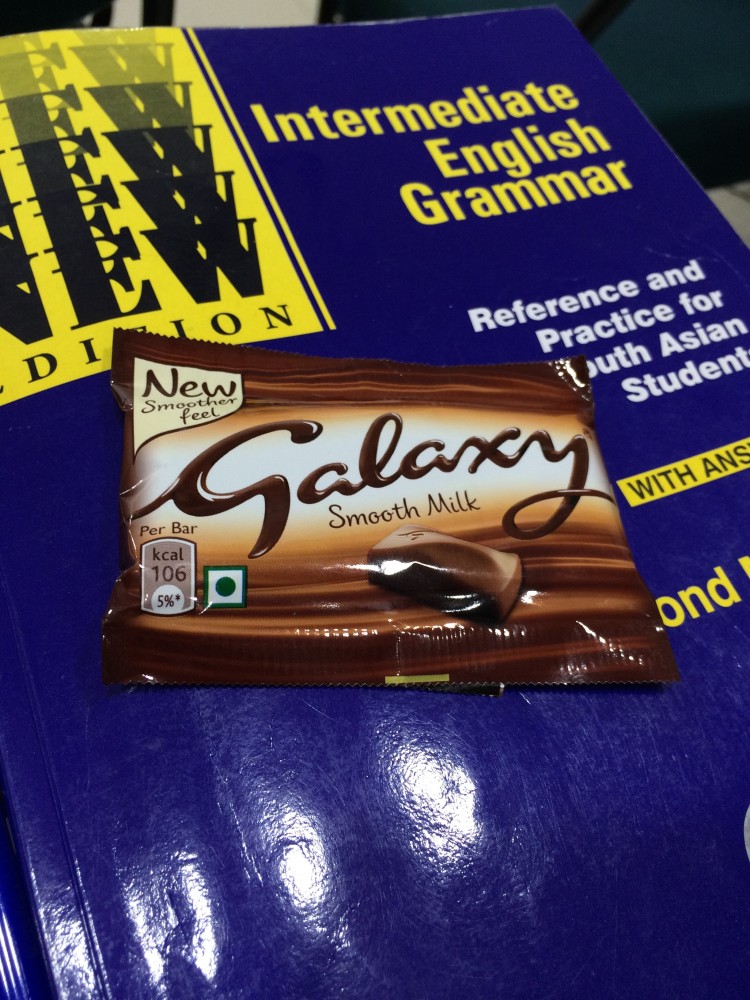 NEW
EDITION
Intermediate
English
Grammar
Reference and
Practice for
South Asian
Students
WITH
New
Smoother
feel
Galaxy
Smooth Milk
Per Bar
kcal
106
5%*